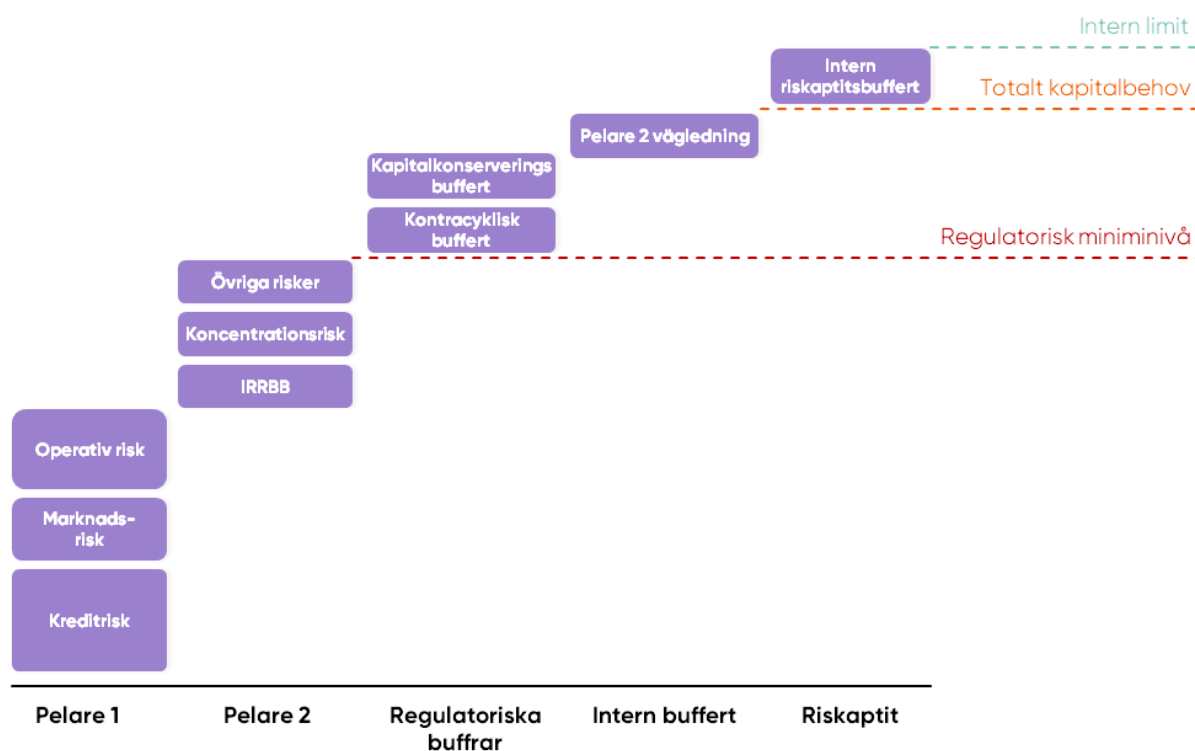 Intern limit
Intern
riskaptitsbuffert
Totalt kapitalbehov
Pelare 2 vägledning
Kapitalkonserverings
buffert
Kontracyklisk
buffert
Regulatorisk miniminivå
Övriga risker
Koncentrationsrisk
IRRBB
Operativ risk
Marknads-
risk
Kreditrisk
Pelare 1
Pelare 2
Regulatoriska
buffrar
Intern buffert
Riskaptit